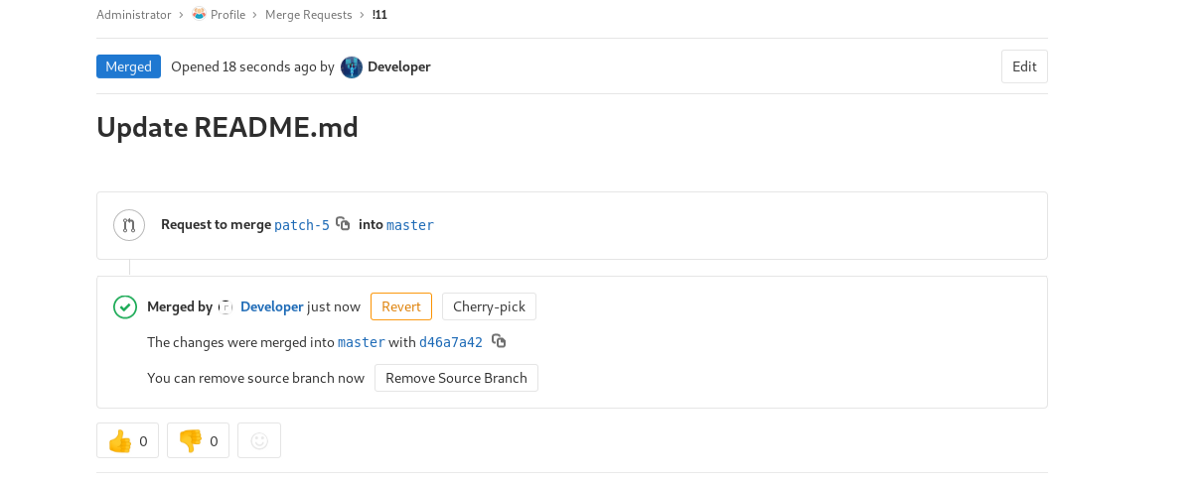 Administrator > Profile > Merge Requests > !11
Merged Opened 18 seconds ago by Developer Edit
Update README.md
Request to merge patch-5 into master
Merged by Developer just now Revert Cherry-pick
The changes were merged into master with d46a7a42
You can remove source branch now Remove Source Branch
0 0